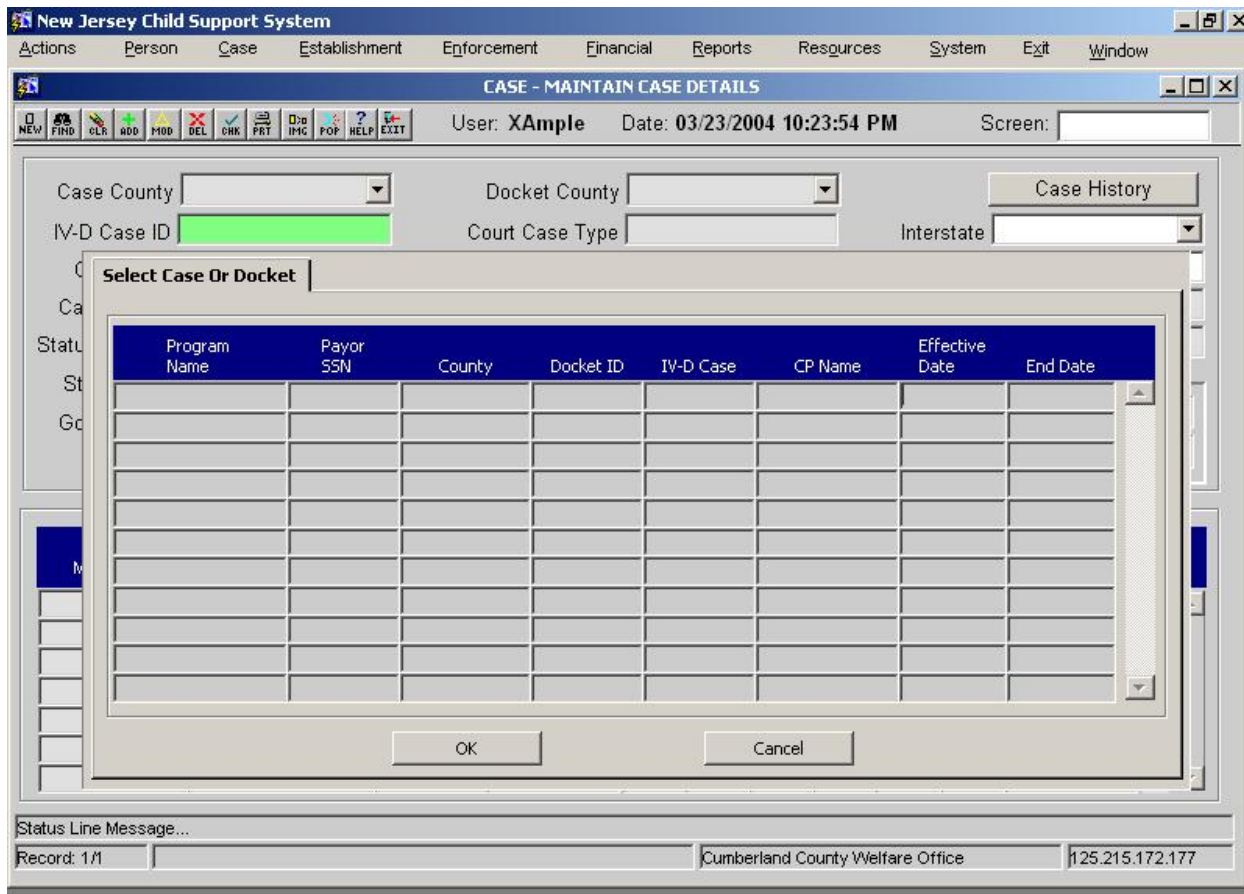 New Jersey Child Support System
Actions Person Case Establishment Enforcement Financial Reports Resources System Exit Window
CASE - MAINTAIN CASE DETAILS
NEW FIND CLR ADD MOD DEL CHK PRT IMG POP HELP EXIT User: XAmple Date: 03/23/2004 10:23:54 PM Screen:
Case County Docket County Case History
IV-D Case ID Court Case Type Interstate
Select Case Or Docket
Ca
Statu
St
Go
Program Name Payor SSN County Docket ID IV-D Case CP Name Effective Date End Date
M
OK Cancel
Status Line Message...
Record: 1/1 Cumberland County Welfare Office 125.215.172.177